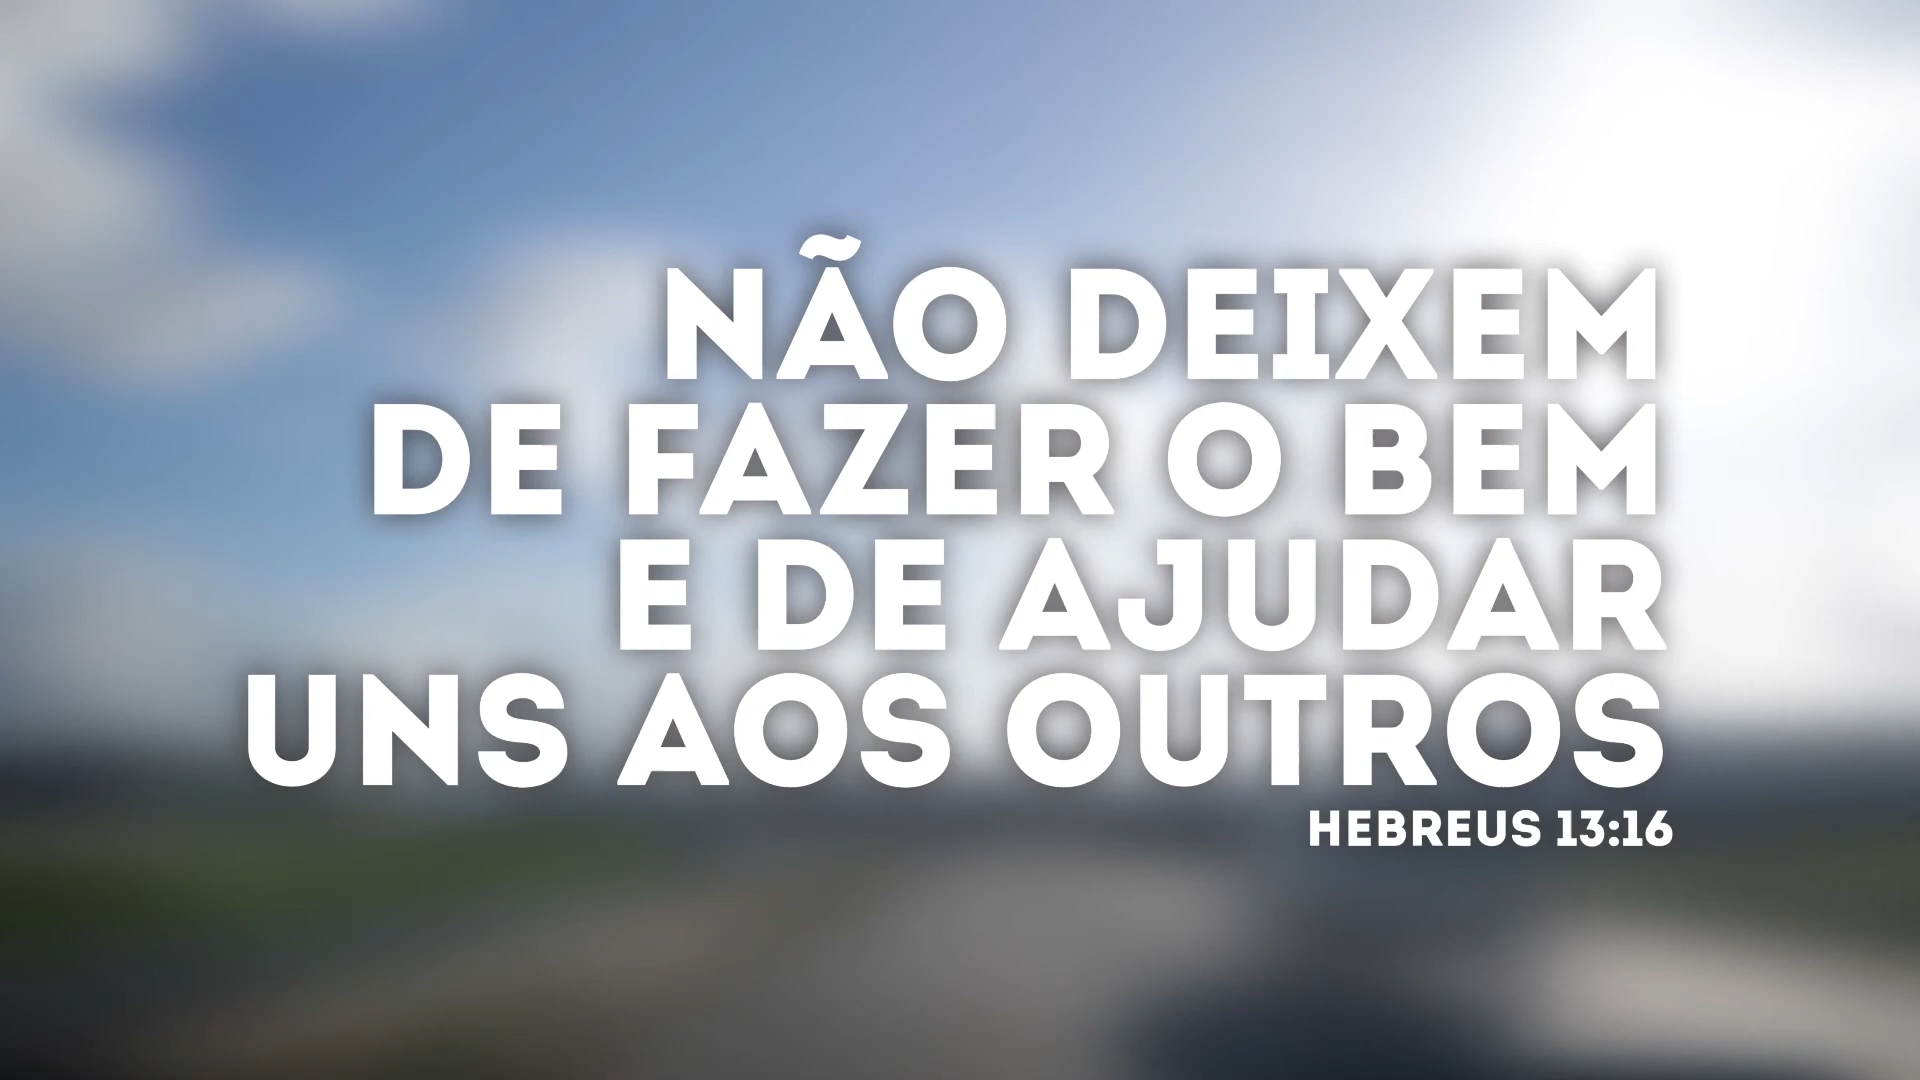 NÃO DEIXEM
DE FAZER O BEM
E DE AJUDAR
UNS AOS OUTROS
HEBREUS 13:16